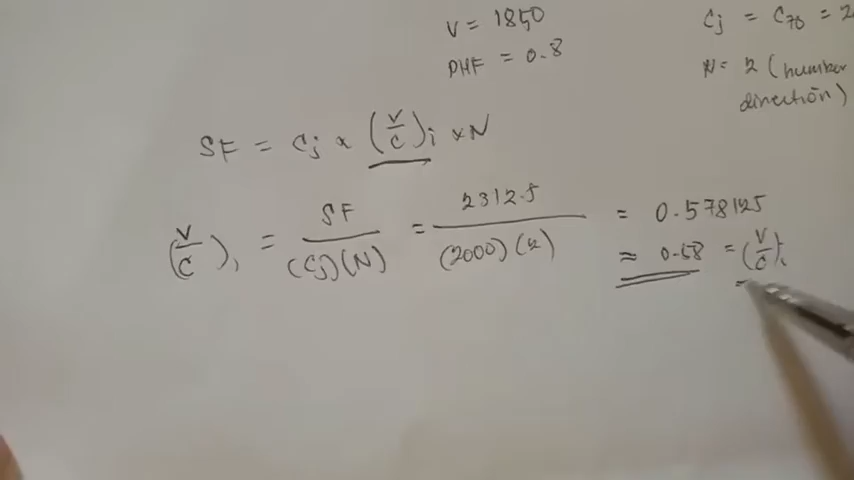 V = 1850
PHF = 0.8
Cj = C70 = 2
N = 2 (number
direction)
SF = Cj × (V/C)i × N
(V/C)i = SF/(Cj)(N) = 2312.5/(2000)(2) = 0.578125
≈ 0.58 = (V/C)i